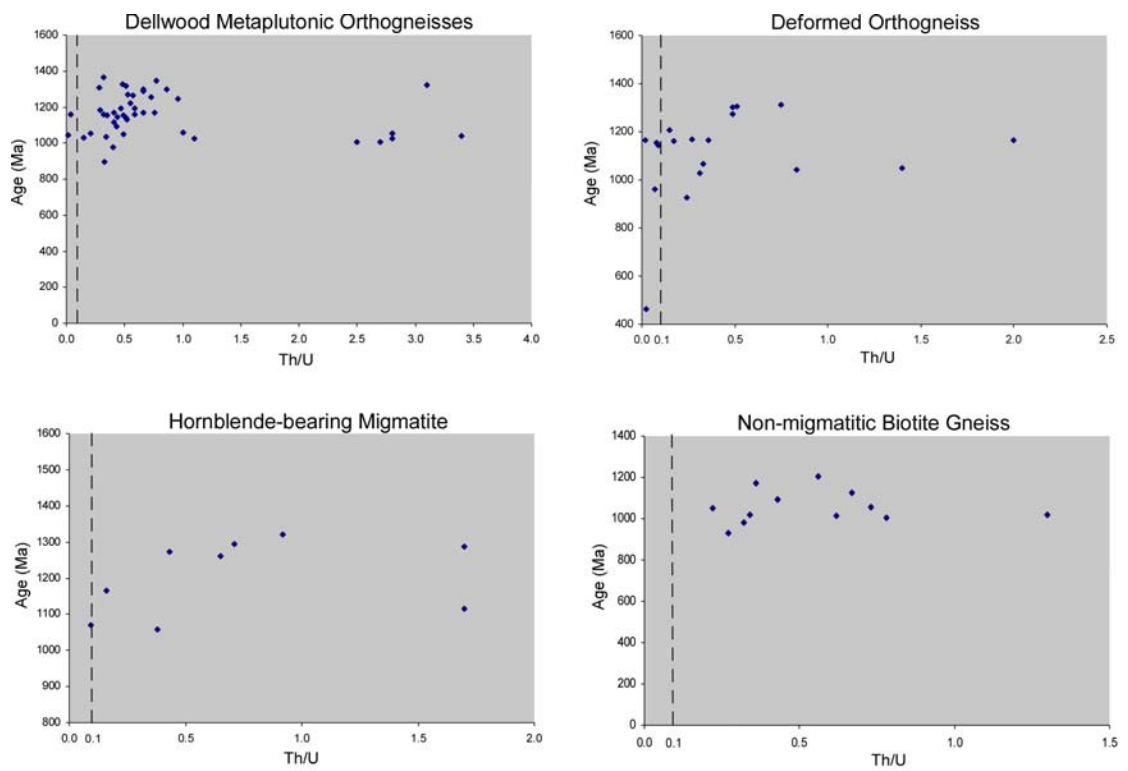 Dellwood Metaplutonic Orthogneisses
1600
1400
1200
1000
800
600
400
200
0
Age (Ma)
0.0 0.5 1.0 1.5 2.0 2.5 3.0 3.5 4.0
Th/U
Deformed Orthogneiss
1600
1400
1200
1000
800
600
400
Age (Ma)
0.0 0.1 0.5 1.0 1.5 2.0 2.5
Th/U
Hornblende-bearing Migmatite
1600
1500
1400
1300
1200
1100
1000
900
800
Age (Ma)
0.0 0.1 0.5 1.0 1.5 2.0
Th/U
Non-migmatitic Biotite Gneiss
1400
1200
1000
800
600
400
200
0
Age (Ma)
0.0 0.1 0.5 1.0 1.5
Th/U